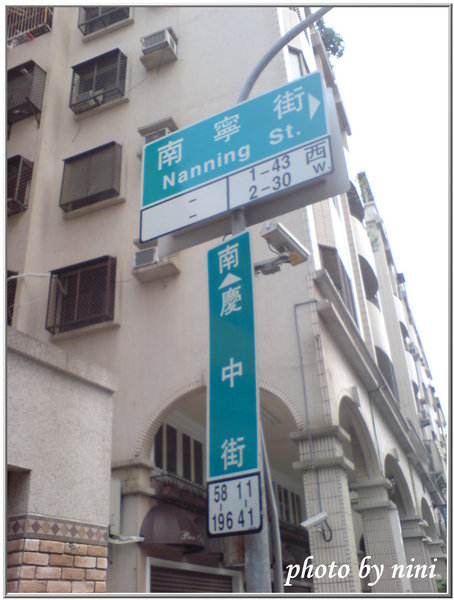 南寧街
Nanning St.
1-43 西
2-30 W.
南慶中街
58-196
11-41
photo by nini